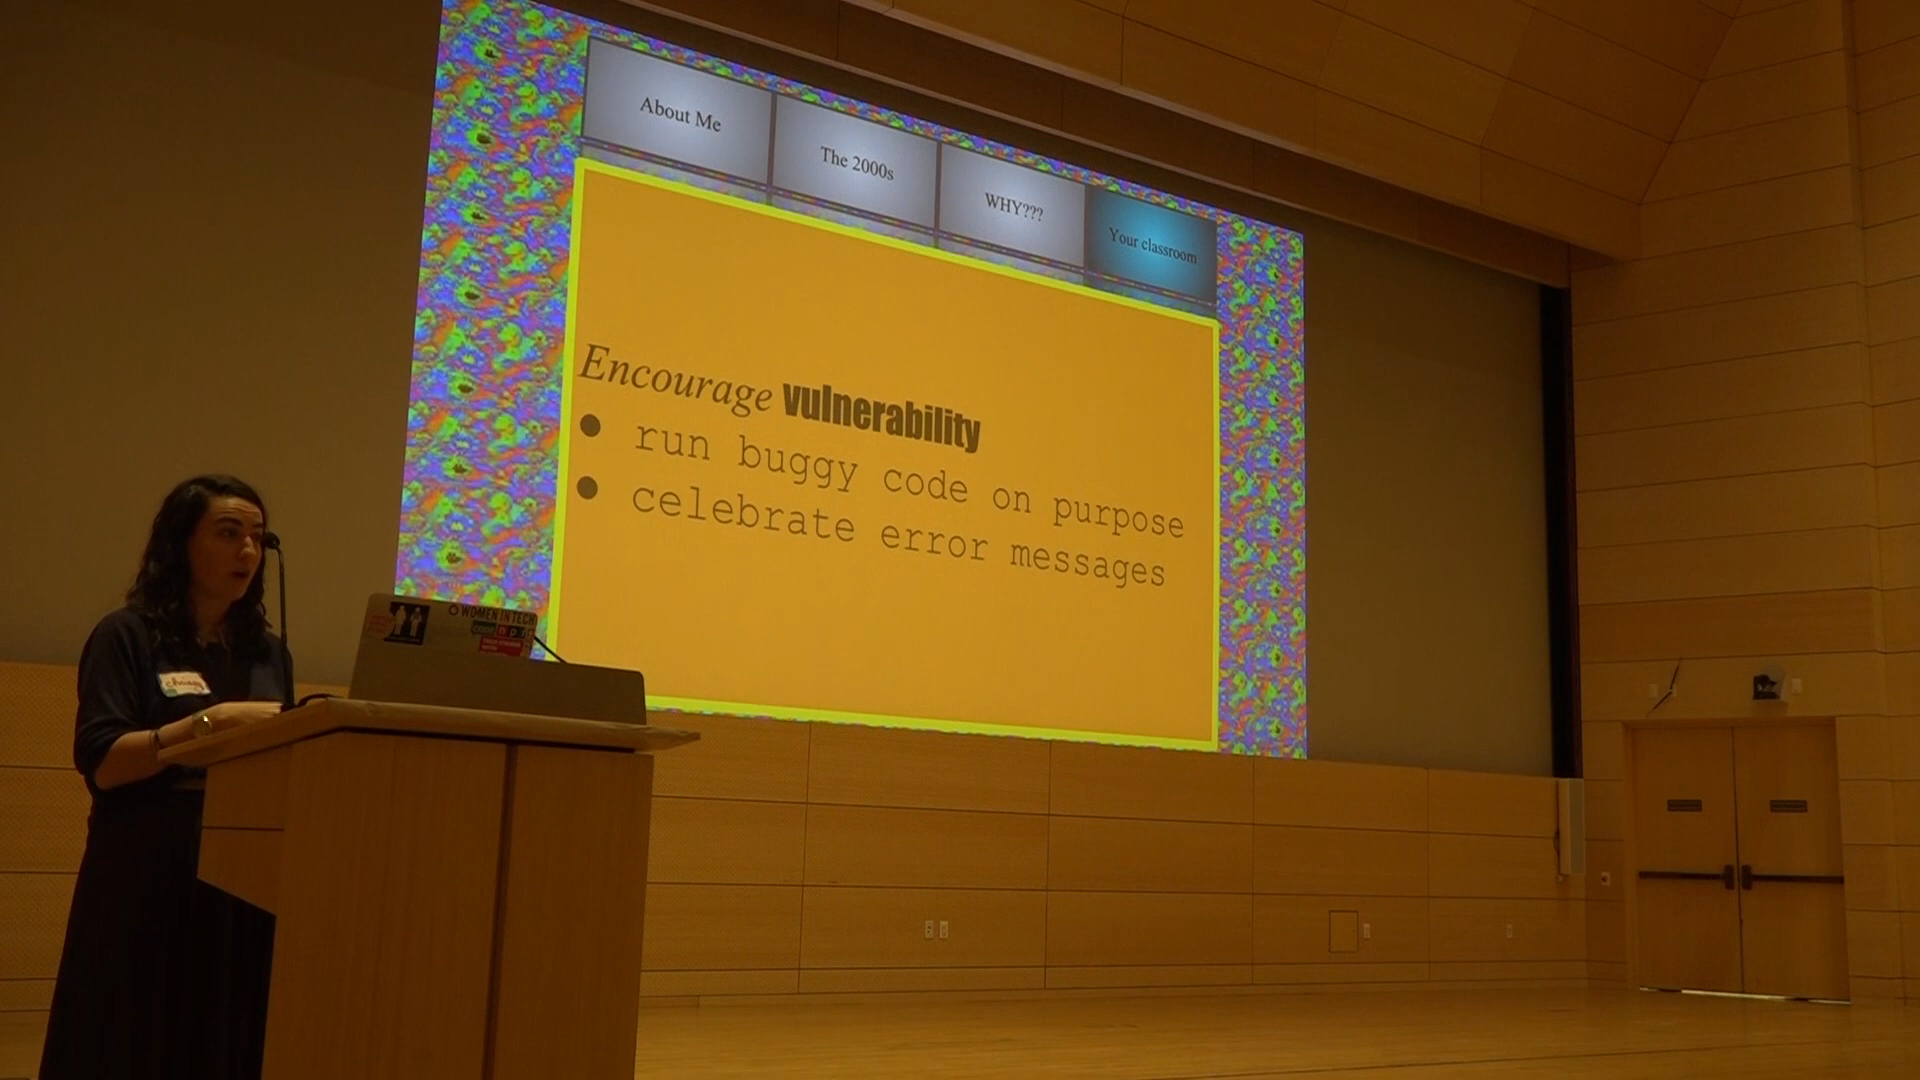 About Me
The 2000s
WHY???
Your classroom
Encourage vulnerability
● run buggy code on purpose
● celebrate error messages
WOMEN IN TECH